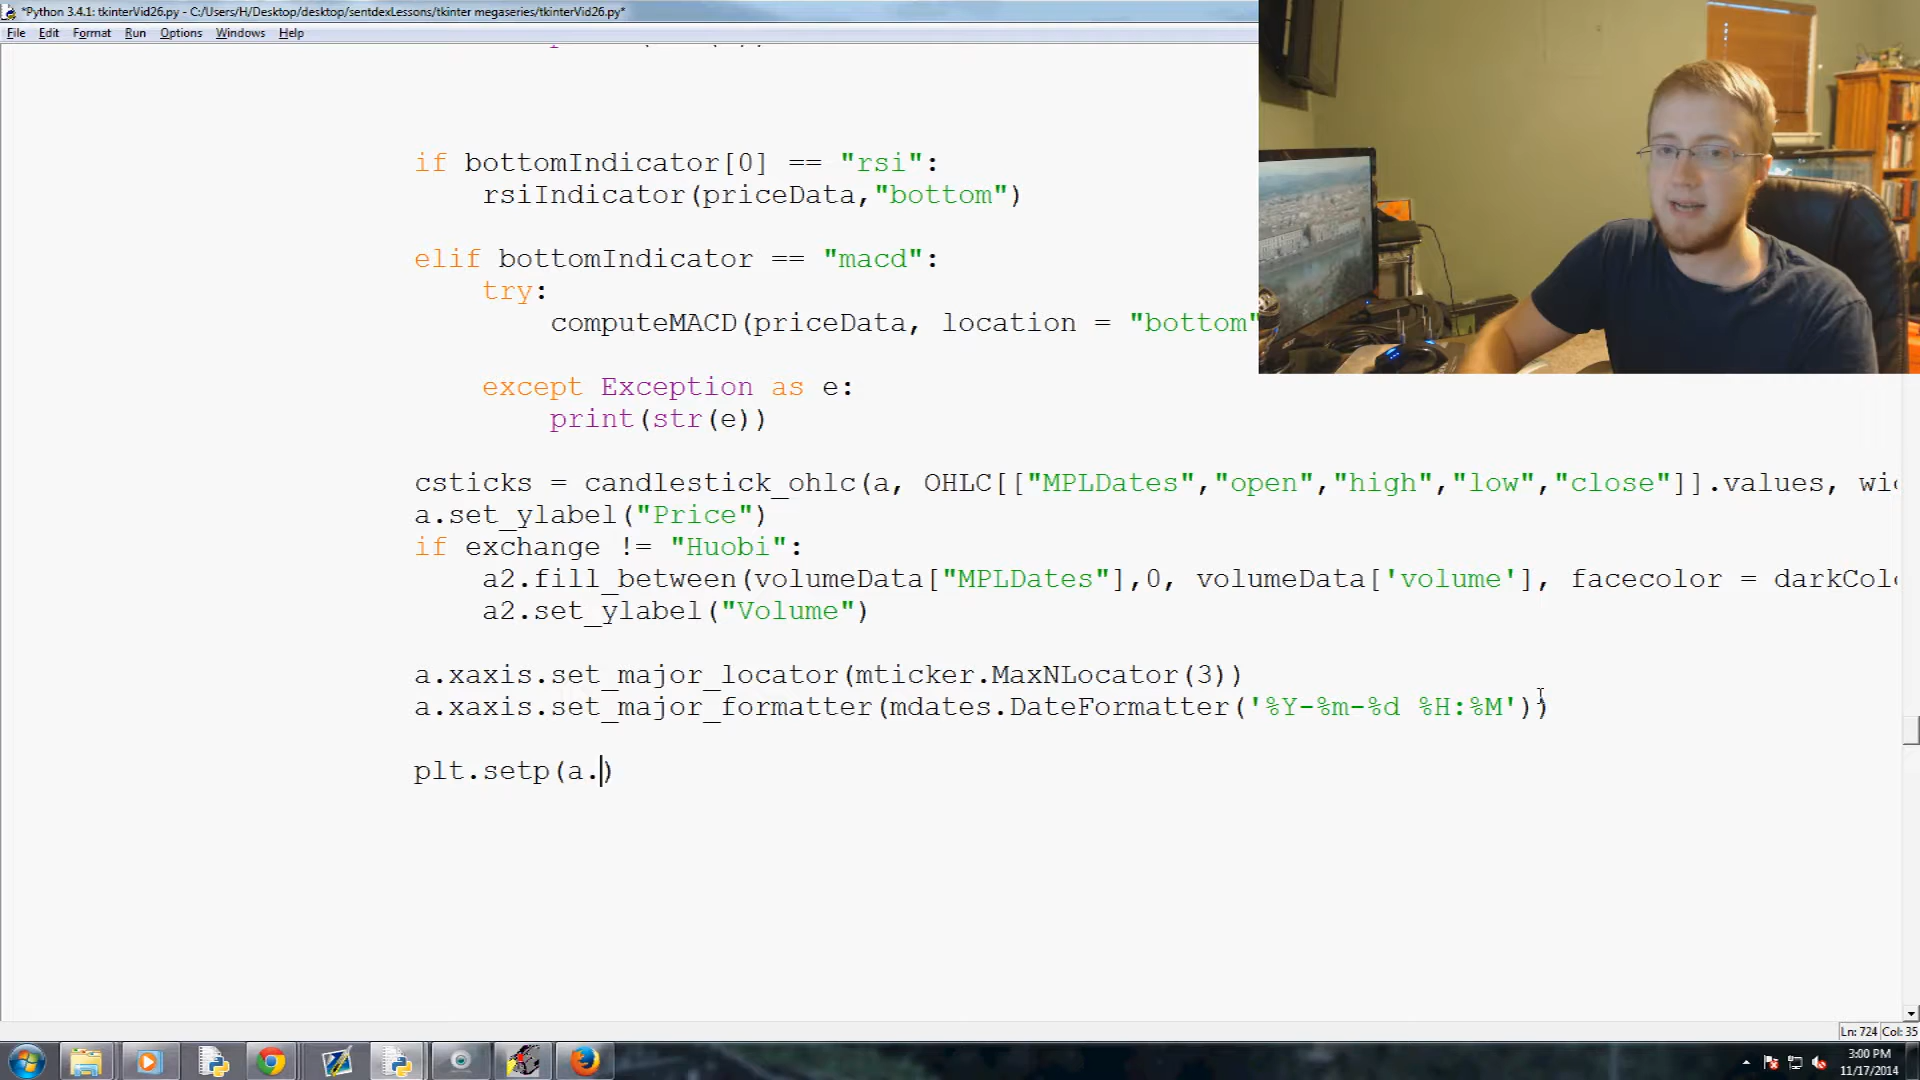 *Python 3.4.1: tkinterVid26.py - C:/Users/H/Desktop/desktop/sentdexLessons/tkinter megaseries/tkinterVid26.py*
File Edit Format Run Options Windows Help
if bottomIndicator[0] == "rsi":
rsiIndicator(priceData,"bottom")
elif bottomIndicator == "macd":
try:
computeMACD(priceData, location = "bottom"
except Exception as e:
print(str(e))
csticks = candlestick_ohlc(a, OHLC[["MPLDates","open","high","low","close"]].values, wi
a.set_ylabel("Price")
if exchange != "Huobi":
a2.fill_between(volumeData["MPLDates"],0, volumeData['volume'], facecolor = darkCol
a2.set_ylabel("Volume")
a.xaxis.set_major_locator(mticker.MaxNLocator(3))
a.xaxis.set_major_formatter(mdates.DateFormatter('%Y-%m-%d %H:%M'))
plt.setp(a.)
Ln: 724 Col: 35
3:00 PM
11/17/2014